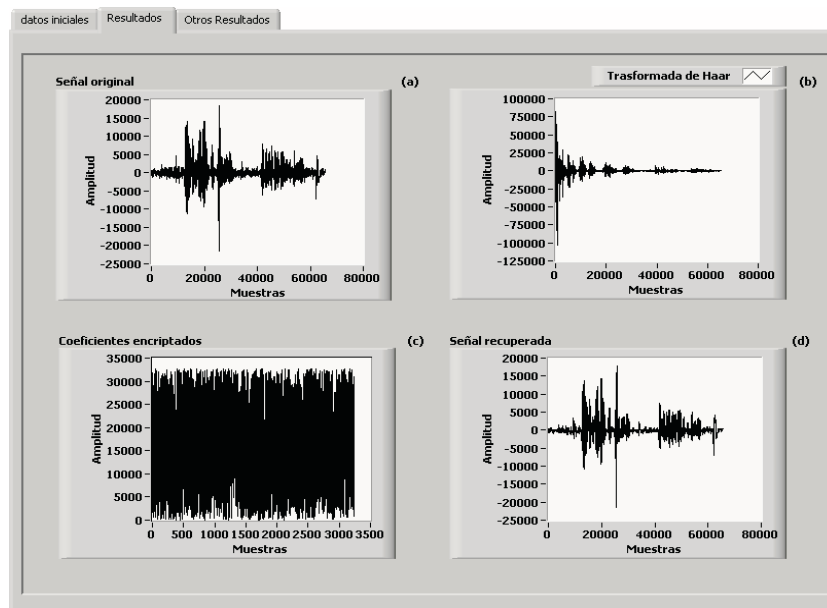 datos iniciales
Resultados
Otros Resultados
Señal original
(a)
20000
15000
10000
5000
0
-5000
-10000
-15000
-20000
-25000
Amplitud
0 20000 40000 60000 80000
Muestras
Trasformada de Haar
(b)
100000
75000
50000
25000
0
-25000
-50000
-75000
-100000
-125000
Amplitud
0 20000 40000 60000 80000
Muestras
Coeficientes encriptados
(c)
35000
30000
25000
20000
15000
10000
5000
0
Amplitud
0 500 1000 1500 2000 2500 3000 3500
Muestras
Señal recuperada
(d)
20000
15000
10000
5000
0
-5000
-10000
-15000
-20000
-25000
Amplitud
0 20000 40000 60000 80000
Muestras